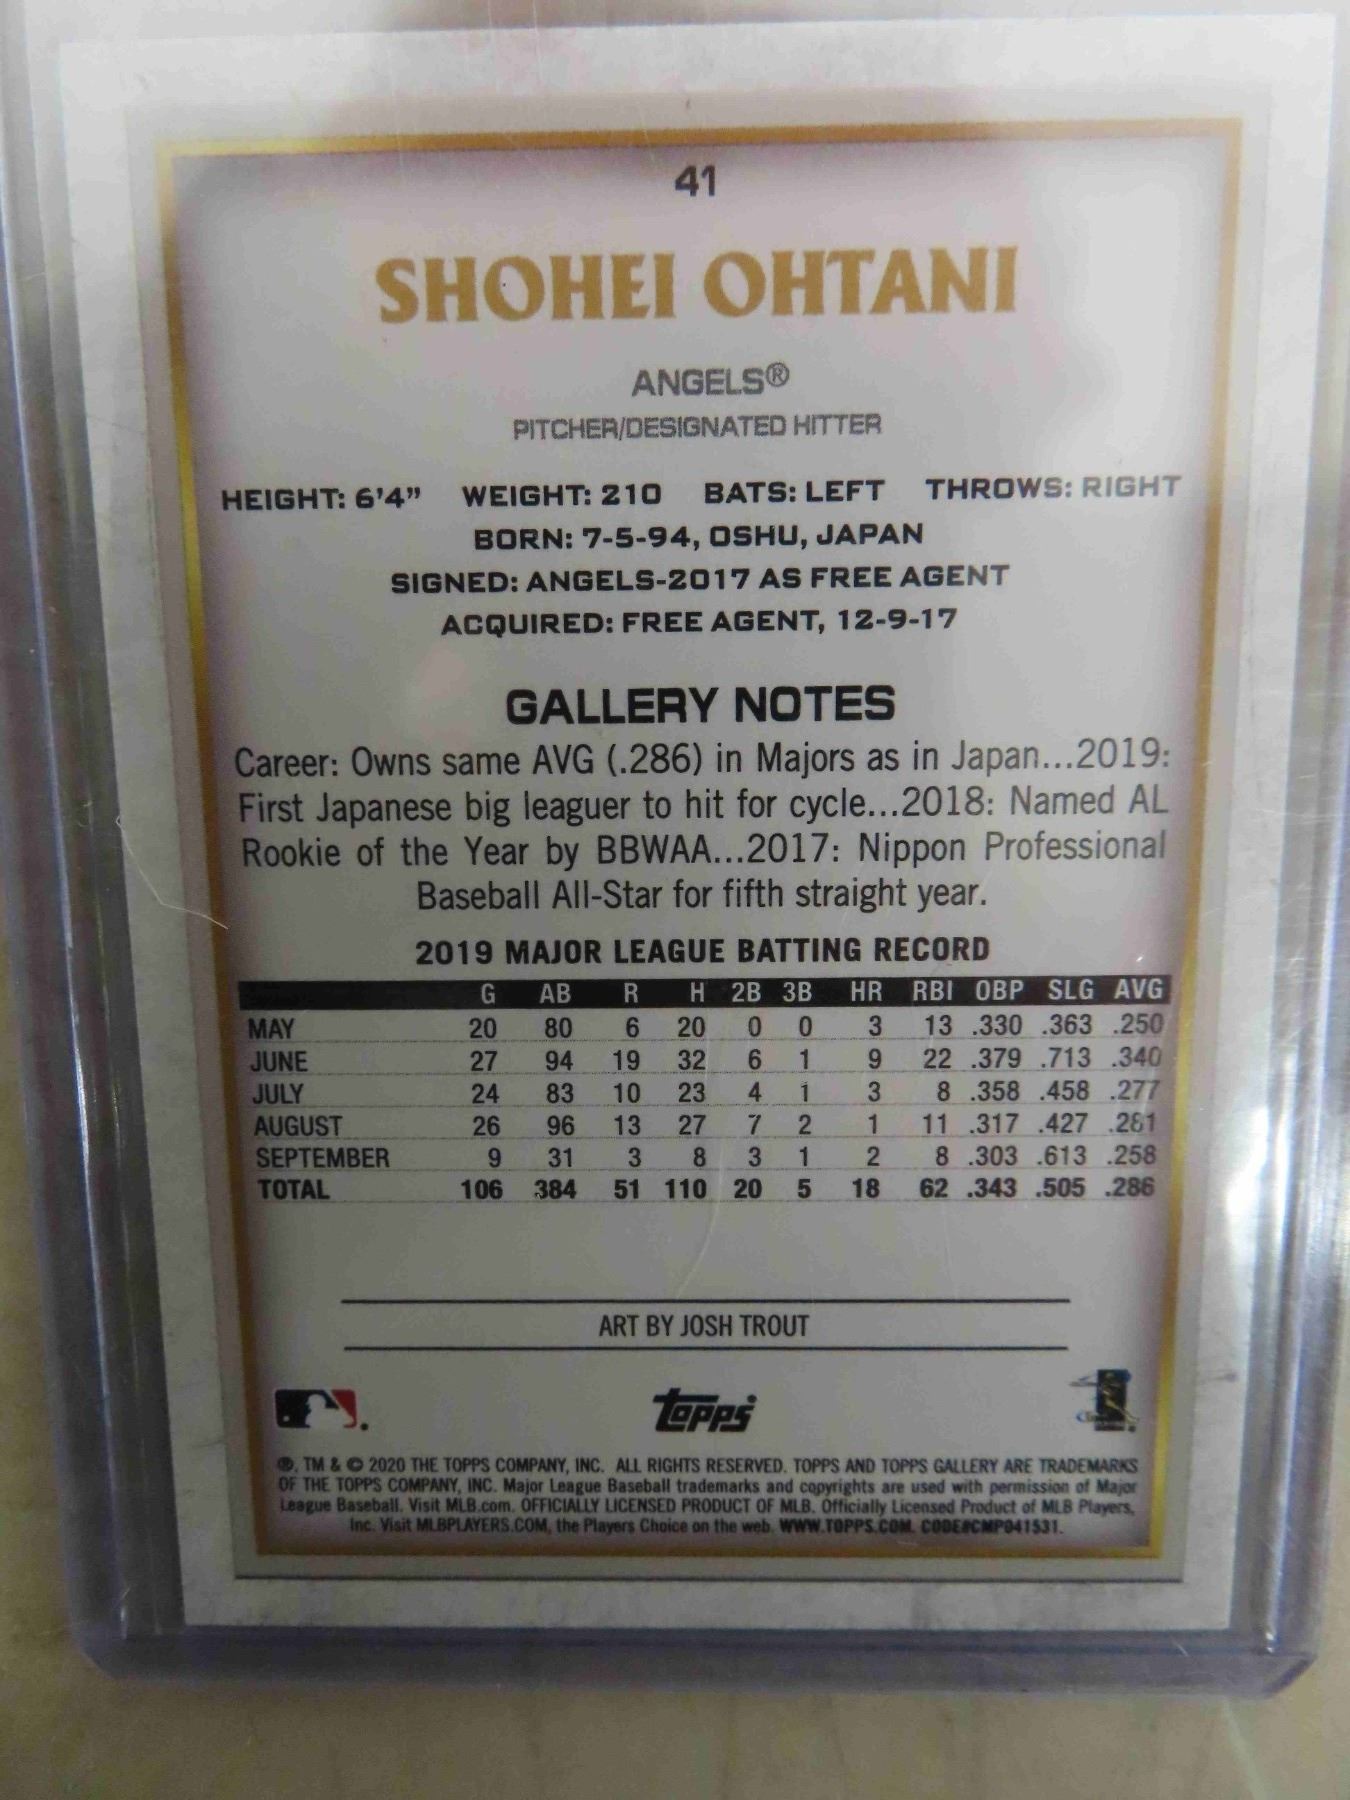 41
SHOHEI OHTANI
ANGELS®
PITCHER/DESIGNATED HITTER
HEIGHT: 6'4" WEIGHT: 210 BATS: LEFT THROWS: RIGHT
BORN: 7-5-94, OSHU, JAPAN
SIGNED: ANGELS-2017 AS FREE AGENT
ACQUIRED: FREE AGENT, 12-9-17
GALLERY NOTES
Career: Owns same AVG (.286) in Majors as in Japan...2019:
First Japanese big leaguer to hit for cycle...2018: Named AL
Rookie of the Year by BBWAA...2017: Nippon Professional
Baseball All-Star for fifth straight year.
2019 MAJOR LEAGUE BATTING RECORD
G AB R H 2B 3B HR RBI OBP SLG AVG
MAY 20 80 6 20 0 0 3 13 .330 .363 .250
JUNE 27 94 19 32 6 1 9 22 .379 .713 .340
JULY 24 83 10 23 4 1 3 8 .358 .458 .277
AUGUST 26 96 13 27 7 2 1 11 .317 .427 .281
SEPTEMBER 9 31 3 8 3 1 2 8 .303 .613 .258
TOTAL 106 384 51 110 20 5 18 62 .343 .505 .286
ART BY JOSH TROUT
topps
®, TM & © 2020 THE TOPPS COMPANY, INC. ALL RIGHTS RESERVED. TOPPS AND TOPPS GALLERY ARE TRADEMARKS
OF THE TOPPS COMPANY, INC. Major League Baseball trademarks and copyrights are used with permission of Major
League Baseball. Visit MLB.com. OFFICIALLY LICENSED PRODUCT OF MLB. Officially Licensed Product of MLB Players,
Inc. Visit MLBPLAYERS.COM, the Players Choice on the web. WWW.TOPPS.COM. CODE#CMP041531.